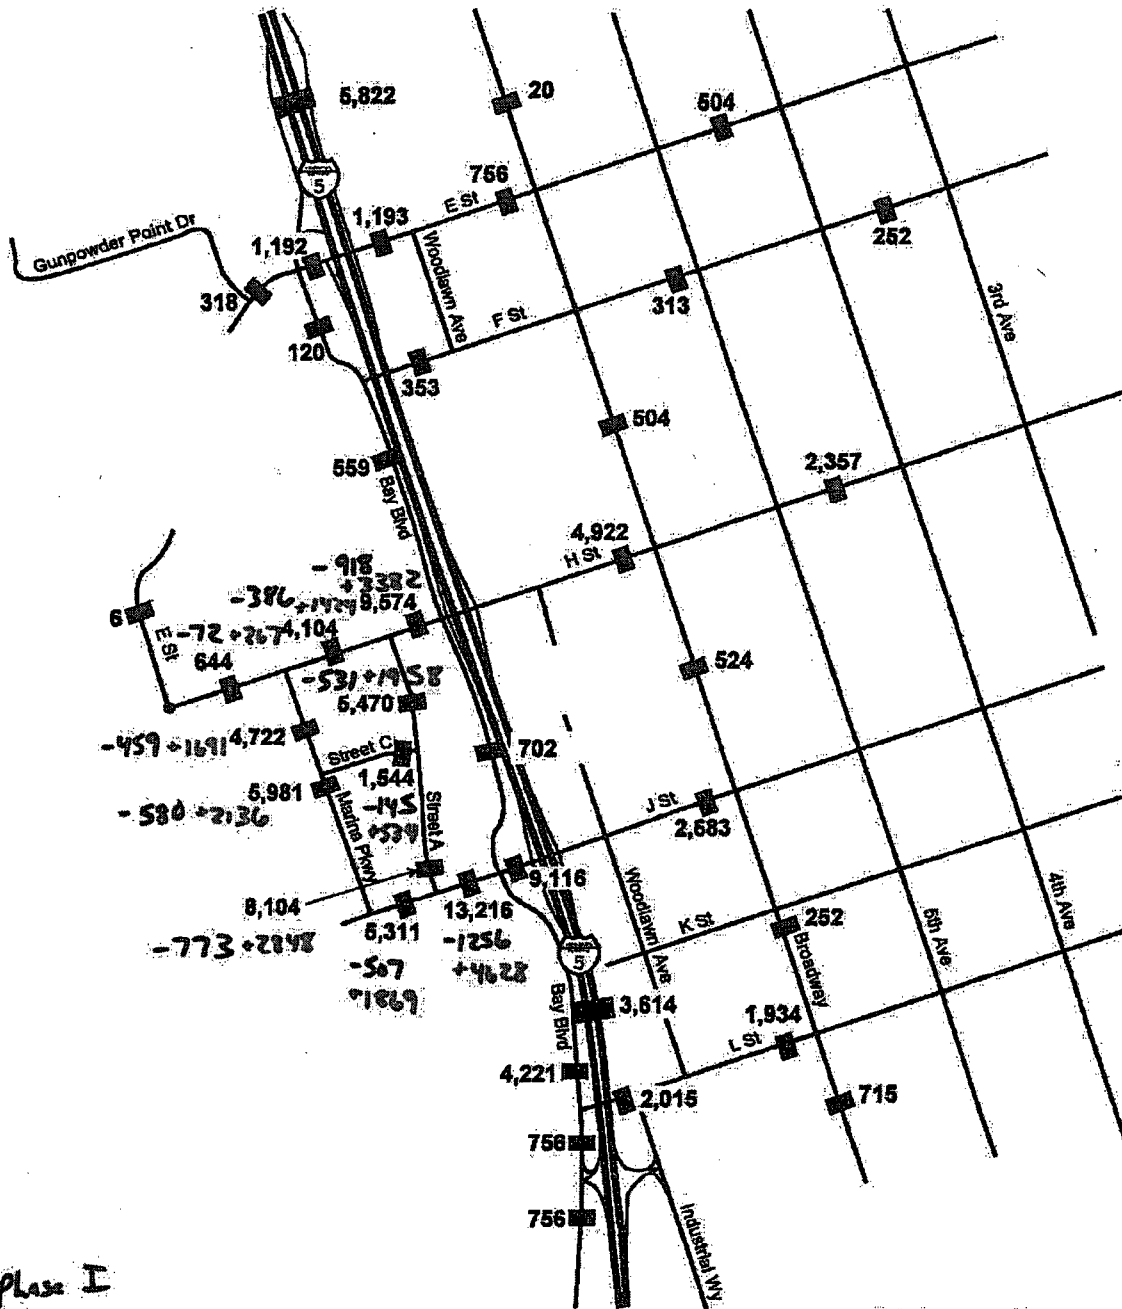 5,822
20
504
5
756
E St
1,193
Gunpowder Point Dr
1,192
Woodlawn Ave
252
318
313
3rd Ave
F St
120
353
504
559
Bay Blvd
2,357
4,922
H St
-918
+3382
-386
+1424
9,574
6
E St
-72 +267
4,104
644
-531 +1958
5,470
524
-459 +1691
4,722
Street C
702
5,981
1,544
-580 +2136
Marina Pkwy
-145
+534
Street A
J St
2,583
9,116
8,104
13,216
5,311
-773 +2848
-1256
+4628
-507
+1869
Woodlawn Ave
K St
252
Broadway
5th Ave
4th Ave
5
Bay Blvd
3,614
1,934
L St
4,221
2,015
715
756
756
Industrial Wy
Phase I